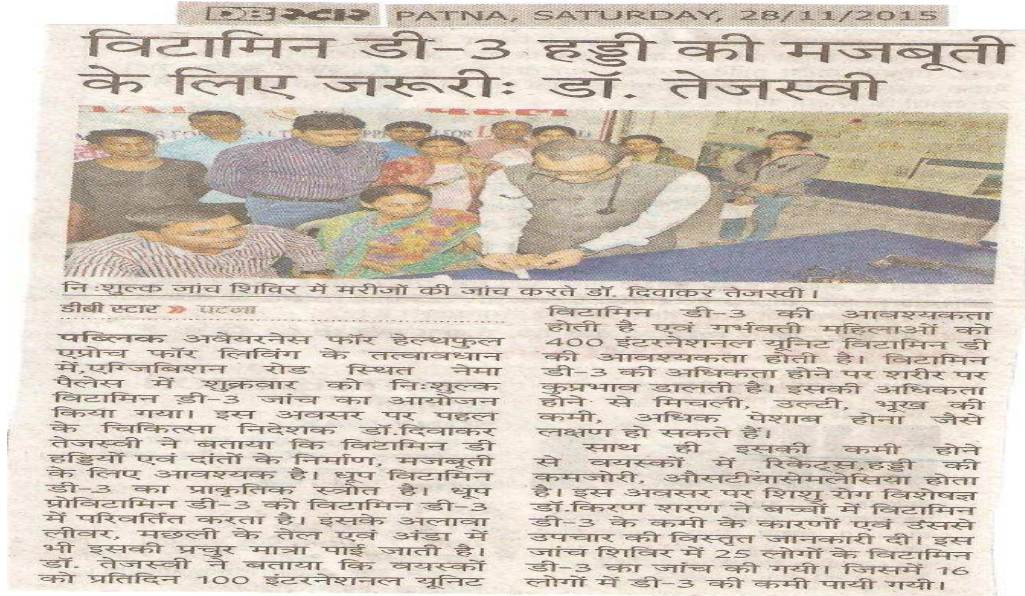 DB स्टार PATNA, SATURDAY, 28/11/2015
विटामिन डी-3 हड्डी की मजबूती
के लिए जरूरीः डॉ. तेजस्वी
निःशुल्क जांच शिविर में मरीजों की जांच करते डॉ. दिवाकर तेजस्वी।
डीबी स्टार » पटना
पब्लिक अवेयरनेस फॉर हेल्थफुल
एप्रोच फॉर लिविंग के तत्वावधान
में,एग्जिबिशन रोड स्थित नेमा
पैलेस में शुक्रवार को निःशुल्क
विटामिन डी-3 जांच का आयोजन
किया गया। इस अवसर पर पहल
के चिकित्सा निदेशक डॉ.दिवाकर
तेजस्वी ने बताया कि विटामिन डी
हड्डियों एवं दांतों के निर्माण, मजबूती
के लिए आवश्यक है। धूप विटामिन
डी-3 का प्राकृतिक स्त्रोत है। धूप
प्रोविटामिन डी-3 को विटामिन डी-3
में परिवर्तित करता है। इसके अलावा
लीवर, मछली के तेल एवं अंडा में
भी इसकी प्रचुर मात्रा पाई जाती है।
डॉ. तेजस्वी ने बताया कि वयस्कों
को प्रतिदिन 100 इंटरनेशनल यूनिट
विटामिन डी-3 की आवश्यकता
होती है एवं गर्भवती महिलाओं को
400 इंटरनेशनल यूनिट विटामिन डी
की आवश्यकता होती है। विटामिन
डी-3 की अधिकता होने पर शरीर पर
कुप्रभाव डालती है। इसकी अधिकता
होने से मिचली, उल्टी, भूख की
कमी, अधिक पेशाब होना जैसे
लक्षण हो सकते हैं।
साथ ही इसकी कमी होने
से वयस्कों में रिकेट्स,हड्डी की
कमजोरी, औसटीयोसेमलेसिया होता
है। इस अवसर पर शिशु रोग विशेषज्ञ
डॉ.किरण शरण ने बच्चों में विटामिन
डी-3 के कमी के कारणों एवं उससे
उपचार की विस्तृत जानकारी दी। इस
जांच शिविर में 25 लोगों के विटामिन
डी-3 का जांच की गयी। जिसमें 16
लोगों में डी-3 की कमी पायी गयी।